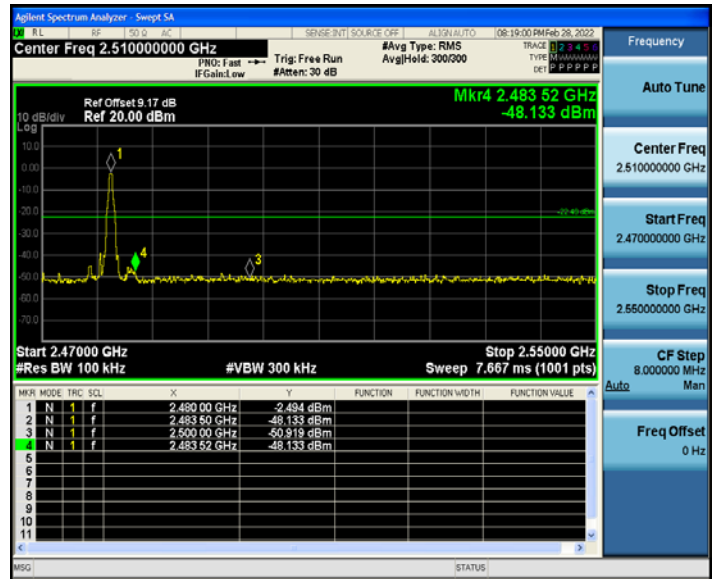 Agilent Spectrum Analyzer - Swept SA
RL RF 50 Ω AC SENSE:INT SOURCE OFF ALIGN AUTO 08:19:00 PM Feb 28, 2022
Center Freq 2.510000000 GHz #Avg Type: RMS TRACE 1 2 3 4 5 6
PNO: Fast Trig: Free Run Avg|Hold: 300/300 TYPE
IFGain:Low #Atten: 30 dB DET P P P P P P
Frequency
Auto Tune
Center Freq
2.510000000 GHz
Start Freq
2.470000000 GHz
Stop Freq
2.550000000 GHz
CF Step
8.000000 MHz
Auto Man
Freq Offset
0 Hz
Mkr4 2.483 52 GHz
-48.133 dBm
Ref Offset 9.17 dB
10 dB/div Ref 20.00 dBm
Log
10.0
0.00
-10.0
-20.0
-30.0
-40.0
-50.0
-60.0
-70.0
1
4
3
Start 2.47000 GHz Stop 2.55000 GHz
#Res BW 100 kHz #VBW 300 kHz Sweep 7.667 ms (1001 pts)
MKR MODE TRC SCL X Y FUNCTION FUNCTION WIDTH FUNCTION VALUE
1 N 1 f 2.480 00 GHz -2.494 dBm
2 N 1 f 2.483 50 GHz -48.133 dBm
3 N 1 f 2.500 00 GHz -50.919 dBm
4 N 1 f 2.483 52 GHz -48.133 dBm
5
6
7
8
9
10
11
MSG STATUS